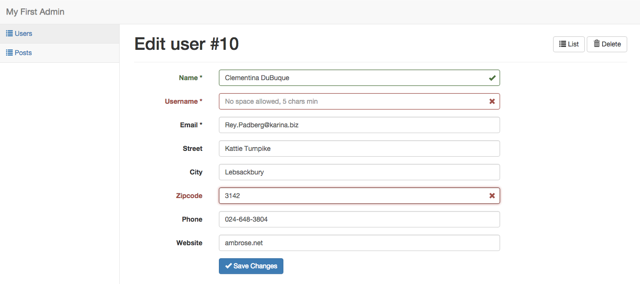 My First Admin
Users
Posts
Edit user #10
List
Delete
Name *
Clementina DuBuque
Username *
No space allowed, 5 chars min
Email *
Rey.Padberg@karina.biz
Street
Kattie Turnpike
City
Lebsackbury
Zipcode
3142
Phone
024-648-3804
Website
ambrose.net
Save Changes